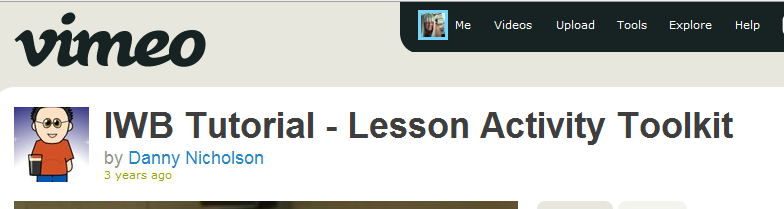 vimeo
Me Videos Upload Tools Explore Help
IWB Tutorial - Lesson Activity Toolkit
by Danny Nicholson
3 years ago